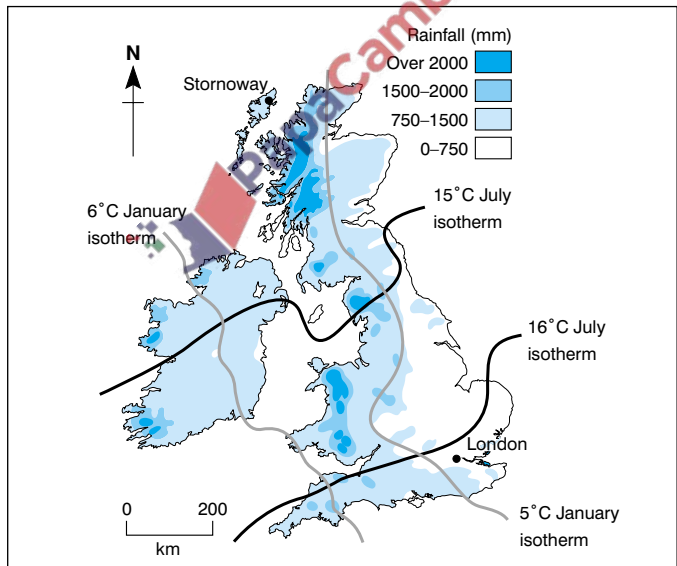 Rainfall (mm)
Over 2000
1500–2000
750–1500
0–750
N
Stornoway
PapaCamb
6°C January
isotherm
15°C July
isotherm
16°C July
isotherm
London
0 200
km
5°C January
isotherm